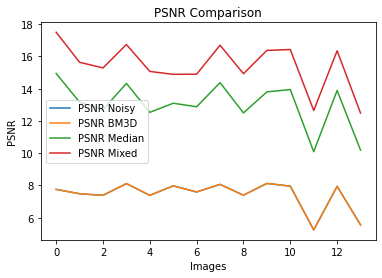 PSNR Comparison
18
16
14
12
10
8
6
PSNR
PSNR Noisy
PSNR BM3D
PSNR Median
PSNR Mixed
0 2 4 6 8 10 12
Images